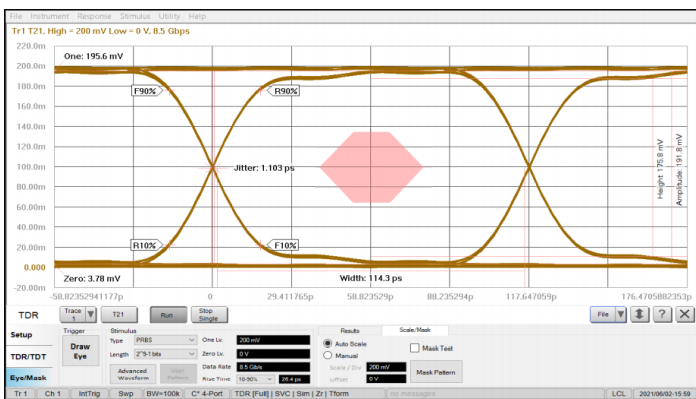 File Instrument Response Stimulus Utility Help
Tr1 T21, High = 200 mV Low = 0 V, 8.5 Gbps
220.0m
200.0m
180.0m
160.0m
140.0m
120.0m
100.0m
80.00m
60.00m
40.00m
20.00m
0.000
-20.00m
One: 195.6 mV
F90%
R90%
Jitter: 1.103 ps
Height: 175.8 mV
Amplitude: 191.8 mV
R10%
F10%
Zero: 3.78 mV
Width: 114.3 ps
-58.82352941177p 0 29.411765p 58.823529p 88.235294p 117.647059p 176.4705882353p
TDR Trace 1 T21 Run Stop Single File ? X
Setup
TDR/TDT
Eye/Mask
Trigger
Draw Eye
Stimulus
Type PRBS
Length 2^9-1 bits
Advanced Waveform
User Pattern
One Lv. 200 mV
Zero Lv. 0 V
Data Rate 8.5 Gb/s
Rise Time 10-90% 26.4 ps
Results Scale/Mask
Auto Scale
Manual
Scale / Div 200 mV
Offset 0 V
Mask Test
Mask Pattern
Tr 1 Ch 1 IntTrig Swp BW=100k C* 4-Port TDR [Full] | SVC | Sim | Zr | Tform no messages LCL 2021/06/02-15:59